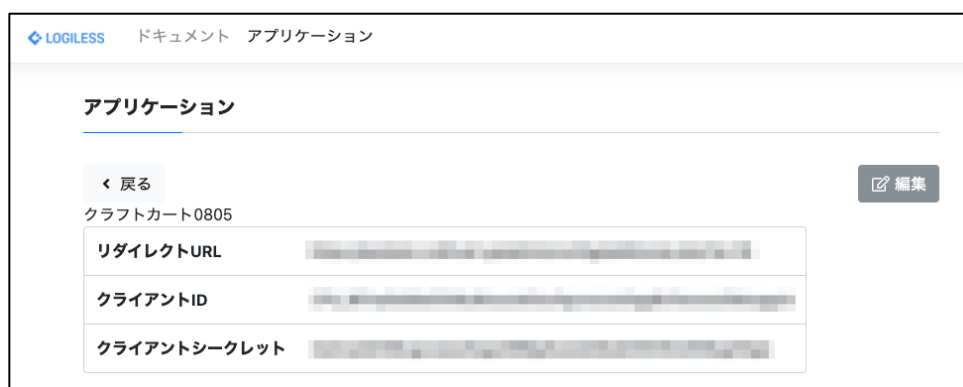 LOGILESS ドキュメント アプリケーション
アプリケーション
戻る
編集
クラフトカート0805
リダイレクトURL
クライアントID
クライアントシークレット